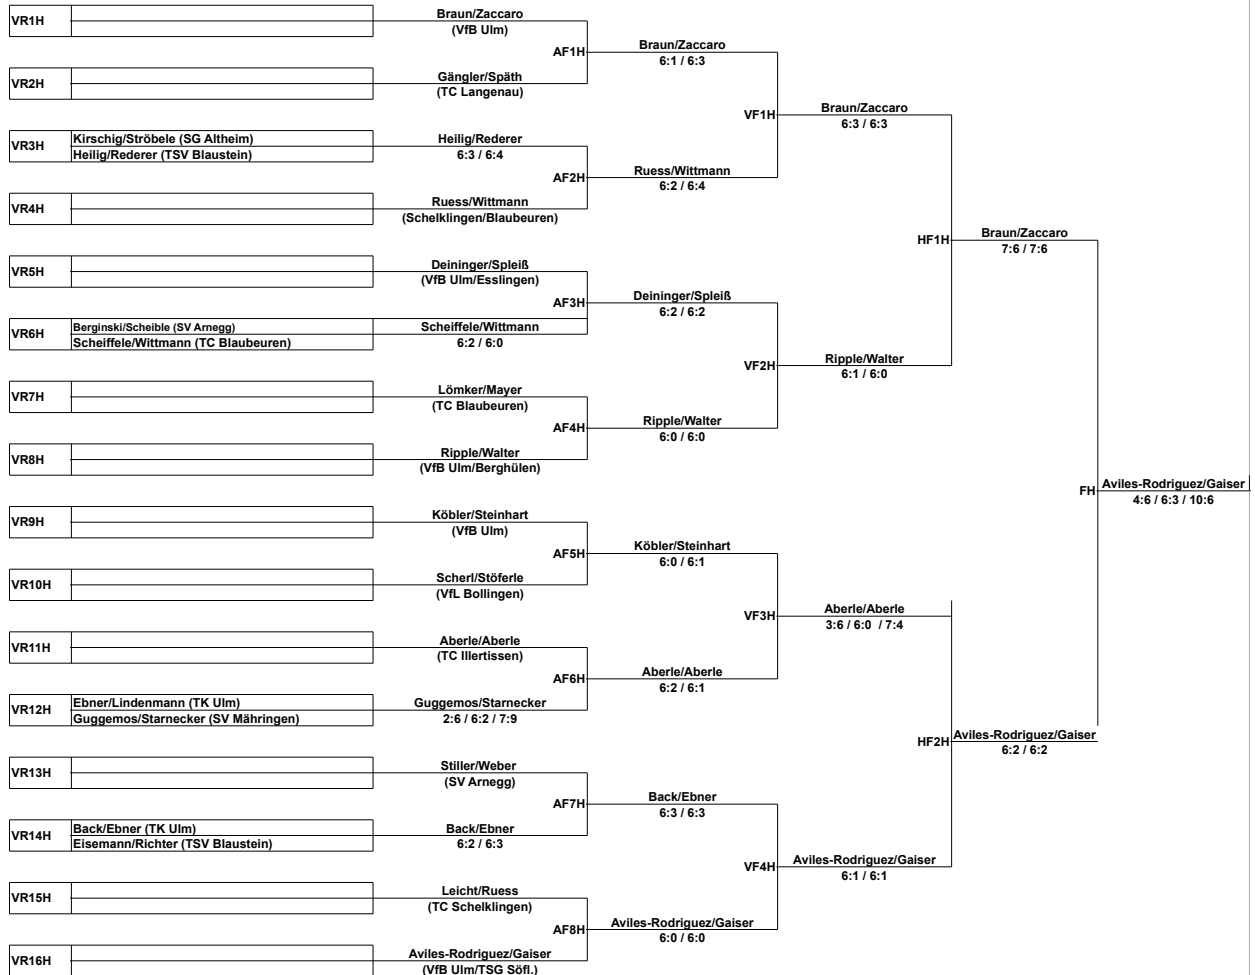 VR1H
Braun/Zaccaro
(VfB Ulm)
AF1H
Braun/Zaccaro
6:1 / 6:3
VR2H
Gängler/Späth
(TC Langenau)
VF1H
Braun/Zaccaro
6:3 / 6:3
VR3H
Kirschig/Ströbele (SG Altheim)
Heilig/Rederer (TSV Blaustein)
Heilig/Rederer
6:3 / 6:4
AF2H
Ruess/Wittmann
6:2 / 6:4
VR4H
Ruess/Wittmann
(Schelklingen/Blaubeuren)
HF1H
Braun/Zaccaro
7:6 / 7:6
VR5H
Deininger/Spleiß
(VfB Ulm/Esslingen)
AF3H
Deininger/Spleiß
6:2 / 6:2
VR6H
Berginski/Scheible (SV Arnegg)
Scheiffele/Wittmann (TC Blaubeuren)
Scheiffele/Wittmann
6:2 / 6:0
VF2H
Ripple/Walter
6:1 / 6:0
VR7H
Lömker/Mayer
(TC Blaubeuren)
AF4H
Ripple/Walter
6:0 / 6:0
VR8H
Ripple/Walter
(VfB Ulm/Berghülen)
FH
Aviles-Rodriguez/Gaiser
4:6 / 6:3 / 10:6
VR9H
Köbler/Steinhart
(VfB Ulm)
AF5H
Köbler/Steinhart
6:0 / 6:1
VR10H
Scherl/Stöferle
(VfL Bollingen)
VF3H
Aberle/Aberle
3:6 / 6:0 / 7:4
VR11H
Aberle/Aberle
(TC Illertissen)
AF6H
Aberle/Aberle
6:2 / 6:1
VR12H
Ebner/Lindenmann (TK Ulm)
Guggemos/Starnecker (SV Mähringen)
Guggemos/Starnecker
2:6 / 6:2 / 7:9
HF2H
Aviles-Rodriguez/Gaiser
6:2 / 6:2
VR13H
Stiller/Weber
(SV Arnegg)
AF7H
Back/Ebner
6:3 / 6:3
VR14H
Back/Ebner (TK Ulm)
Eisemann/Richter (TSV Blaustein)
Back/Ebner
6:2 / 6:3
VF4H
Aviles-Rodriguez/Gaiser
6:1 / 6:1
VR15H
Leicht/Ruess
(TC Schelklingen)
AF8H
Aviles-Rodriguez/Gaiser
6:0 / 6:0
VR16H
Aviles-Rodriguez/Gaiser
(VfB Ulm/TSG Söfl.)